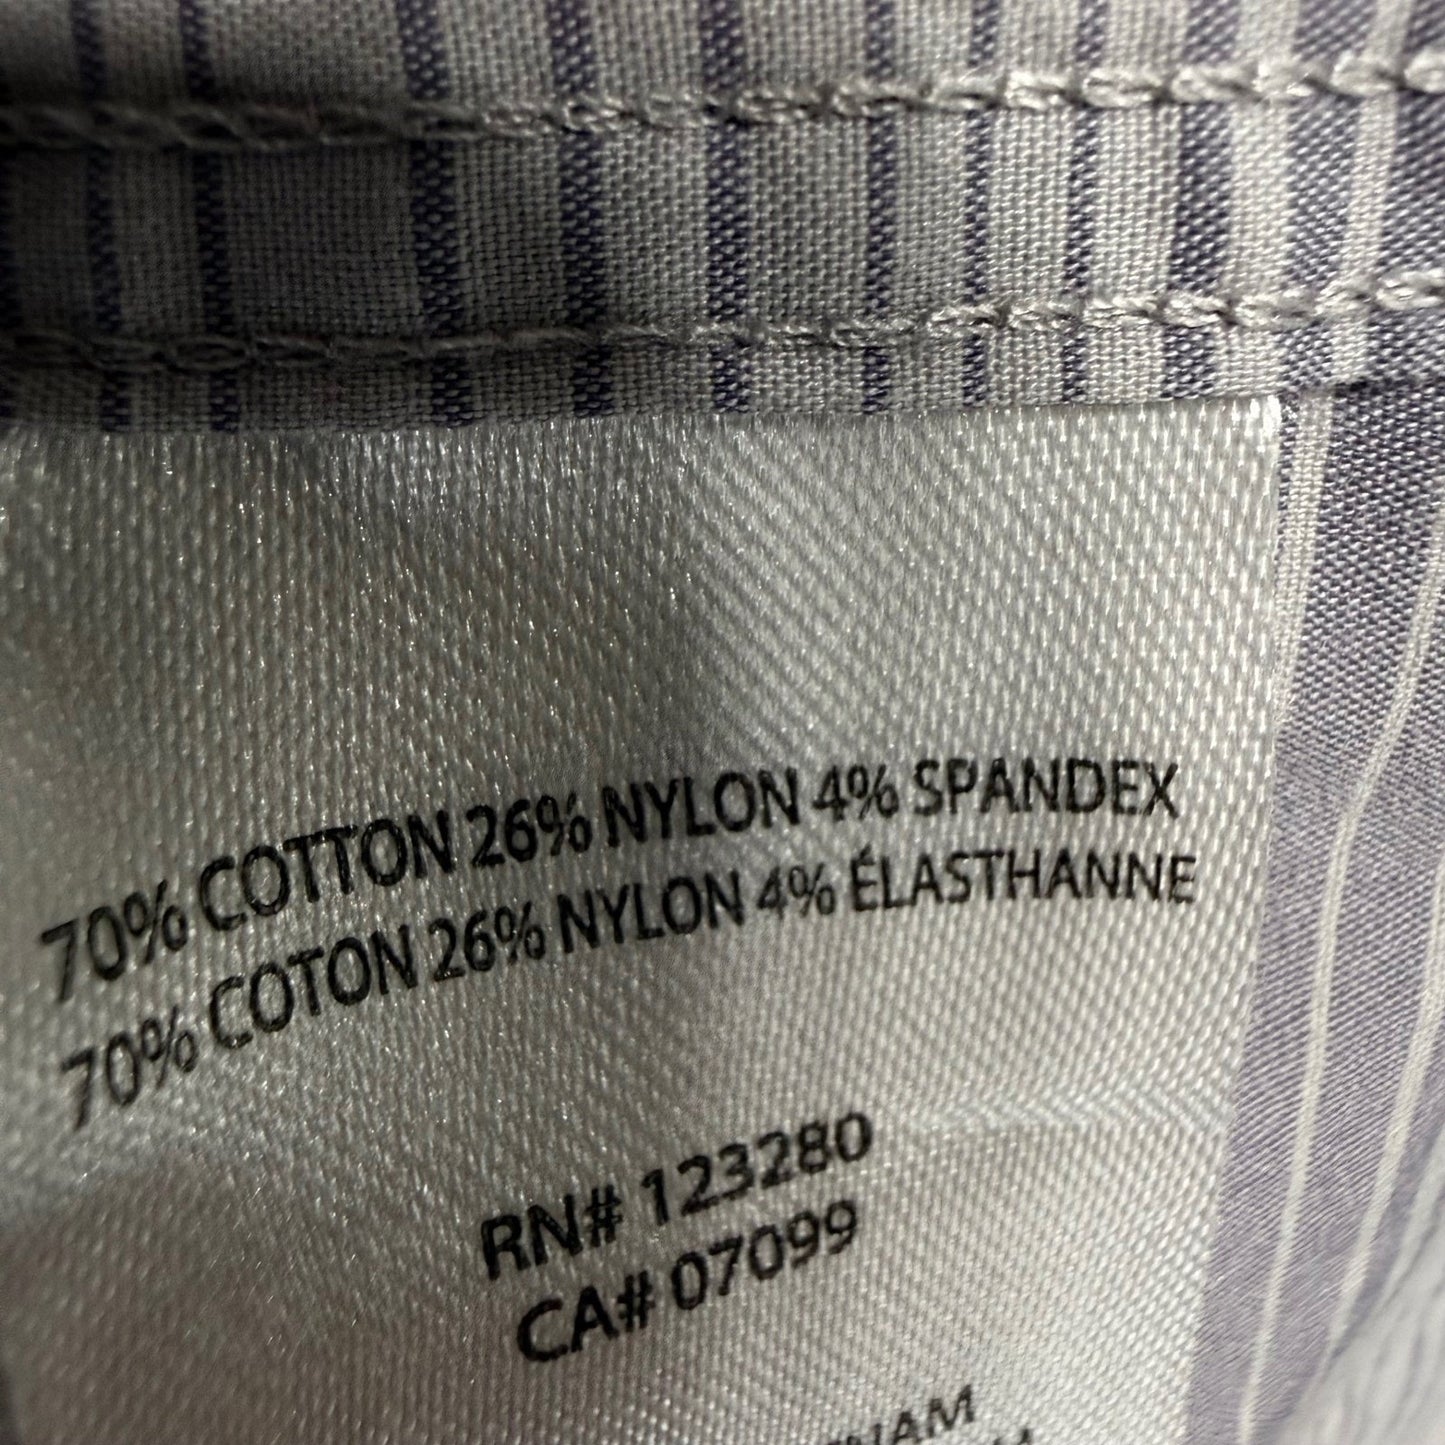 70% COTTON 26% NYLON 4% SPANDEX
70% COTON 26% NYLON 4% ÉLASTHANNE
RN# 123280
CA# 07099